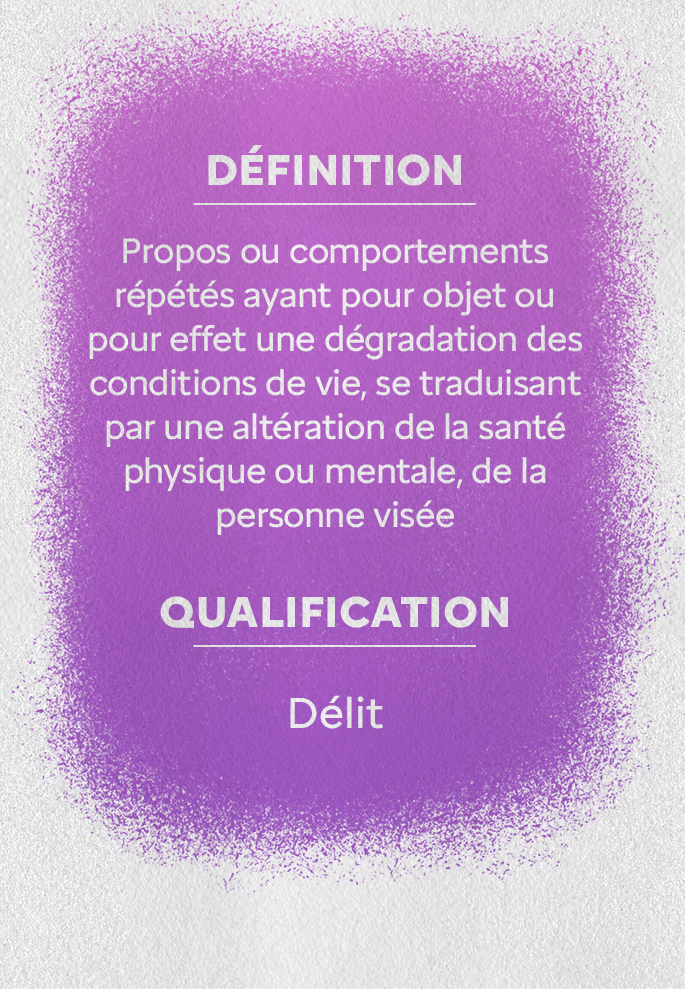 DÉFINITION
Propos ou comportements
répétés ayant pour objet ou
pour effet une dégradation des
conditions de vie, se traduisant
par une altération de la santé
physique ou mentale, de la
personne visée
QUALIFICATION
Délit